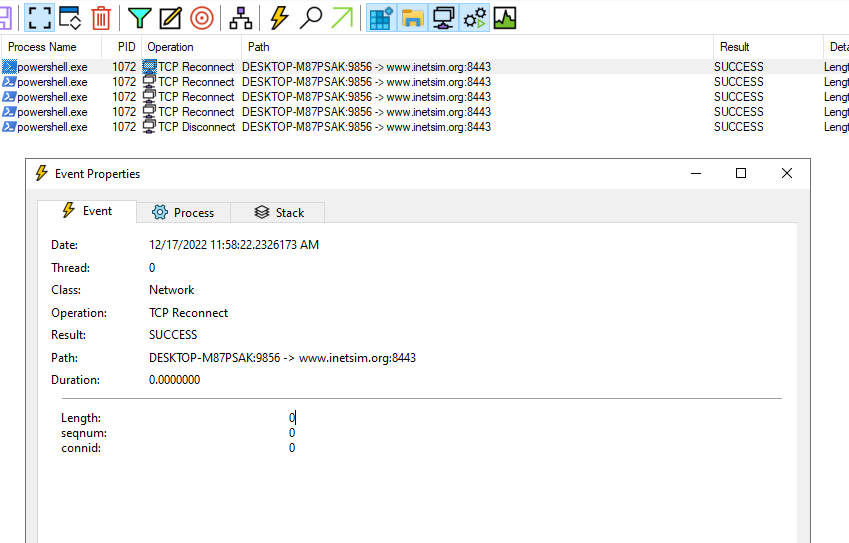 Process Name PID Operation Path Result Deta
powershell.exe 1072 TCP Reconnect DESKTOP-M87PSAK:9856 -> www.inetsim.org:8443 SUCCESS Lengt
powershell.exe 1072 TCP Reconnect DESKTOP-M87PSAK:9856 -> www.inetsim.org:8443 SUCCESS Lengt
powershell.exe 1072 TCP Reconnect DESKTOP-M87PSAK:9856 -> www.inetsim.org:8443 SUCCESS Lengt
powershell.exe 1072 TCP Reconnect DESKTOP-M87PSAK:9856 -> www.inetsim.org:8443 SUCCESS Lengt
powershell.exe 1072 TCP Disconnect DESKTOP-M87PSAK:9856 -> www.inetsim.org:8443 SUCCESS Lengt
Event Properties
Event Process Stack
Date: 12/17/2022 11:58:22.2326173 AM
Thread: 0
Class: Network
Operation: TCP Reconnect
Result: SUCCESS
Path: DESKTOP-M87PSAK:9856 -> www.inetsim.org:8443
Duration: 0.0000000
Length: 0
seqnum: 0
connid: 0